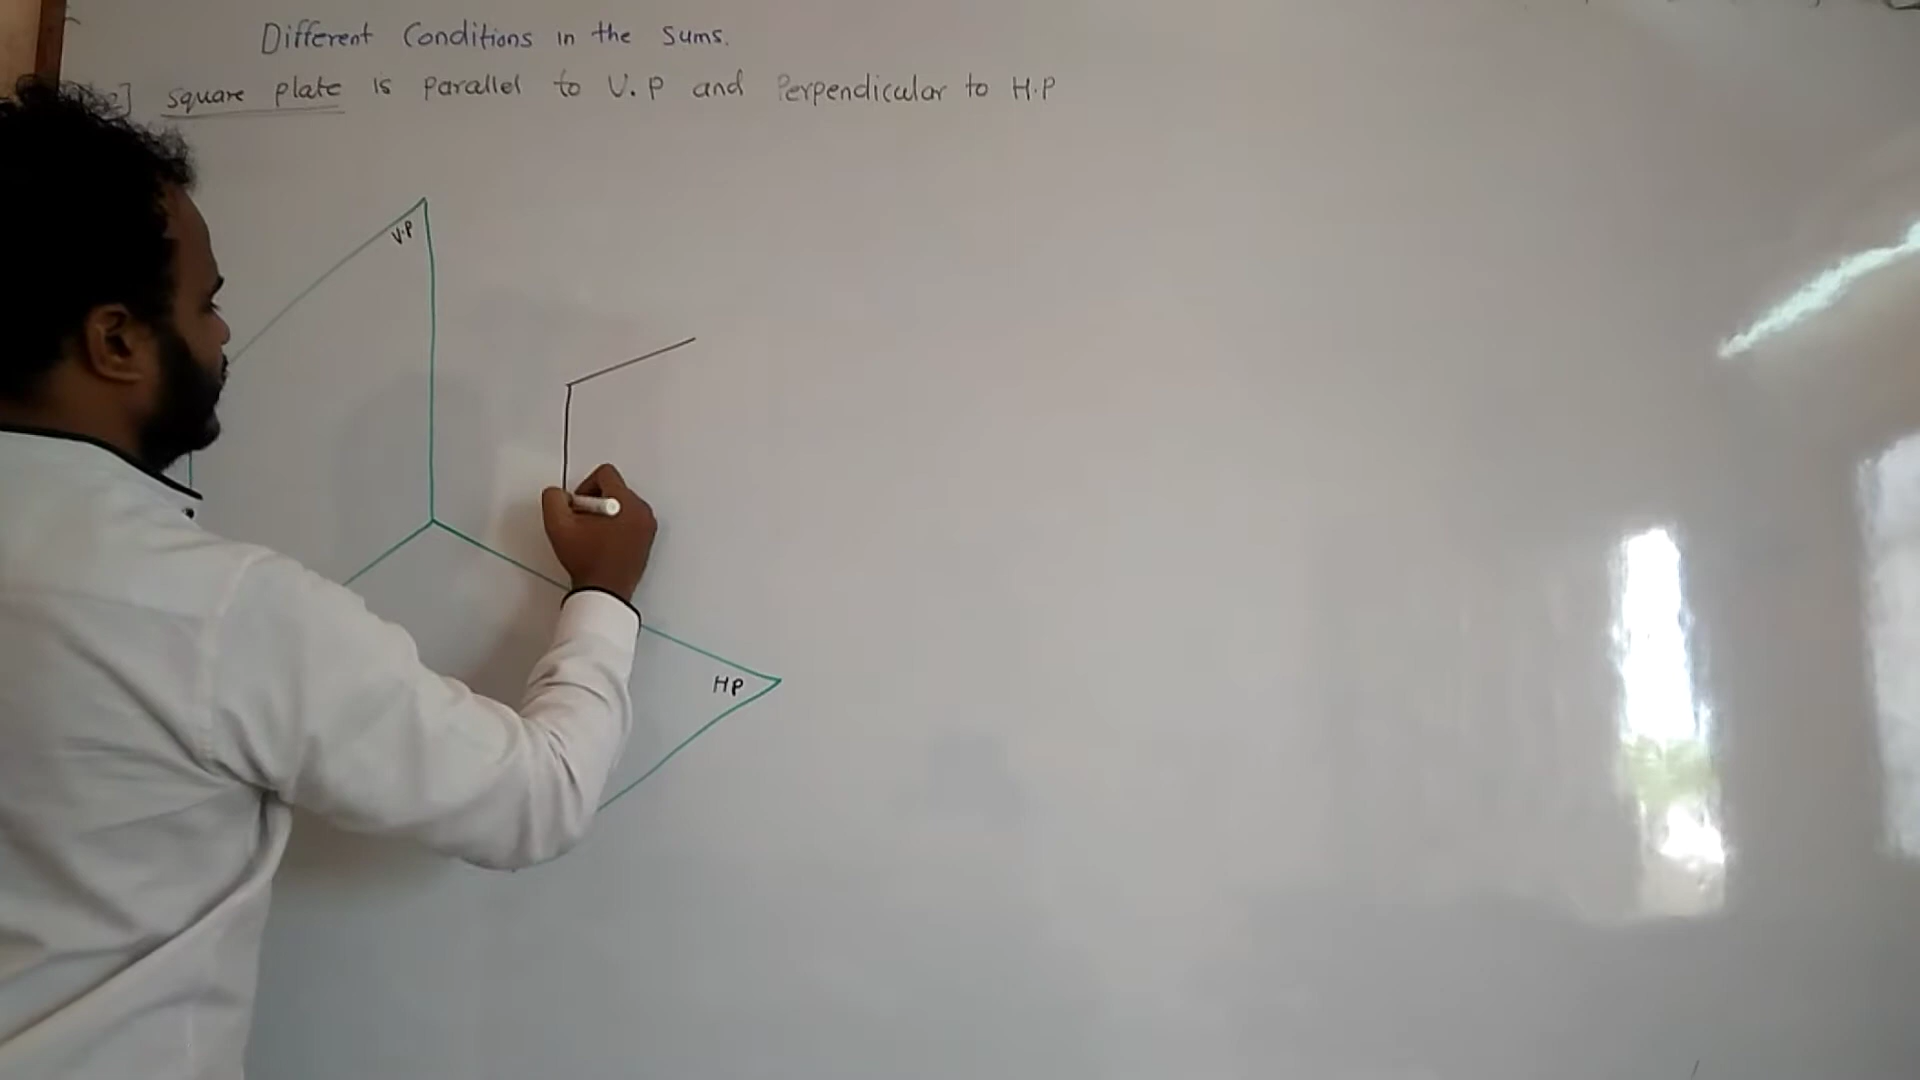 Different Conditions in the Sums.
square plate is parallel to V.P and Perpendicular to H.P
V.P
HP